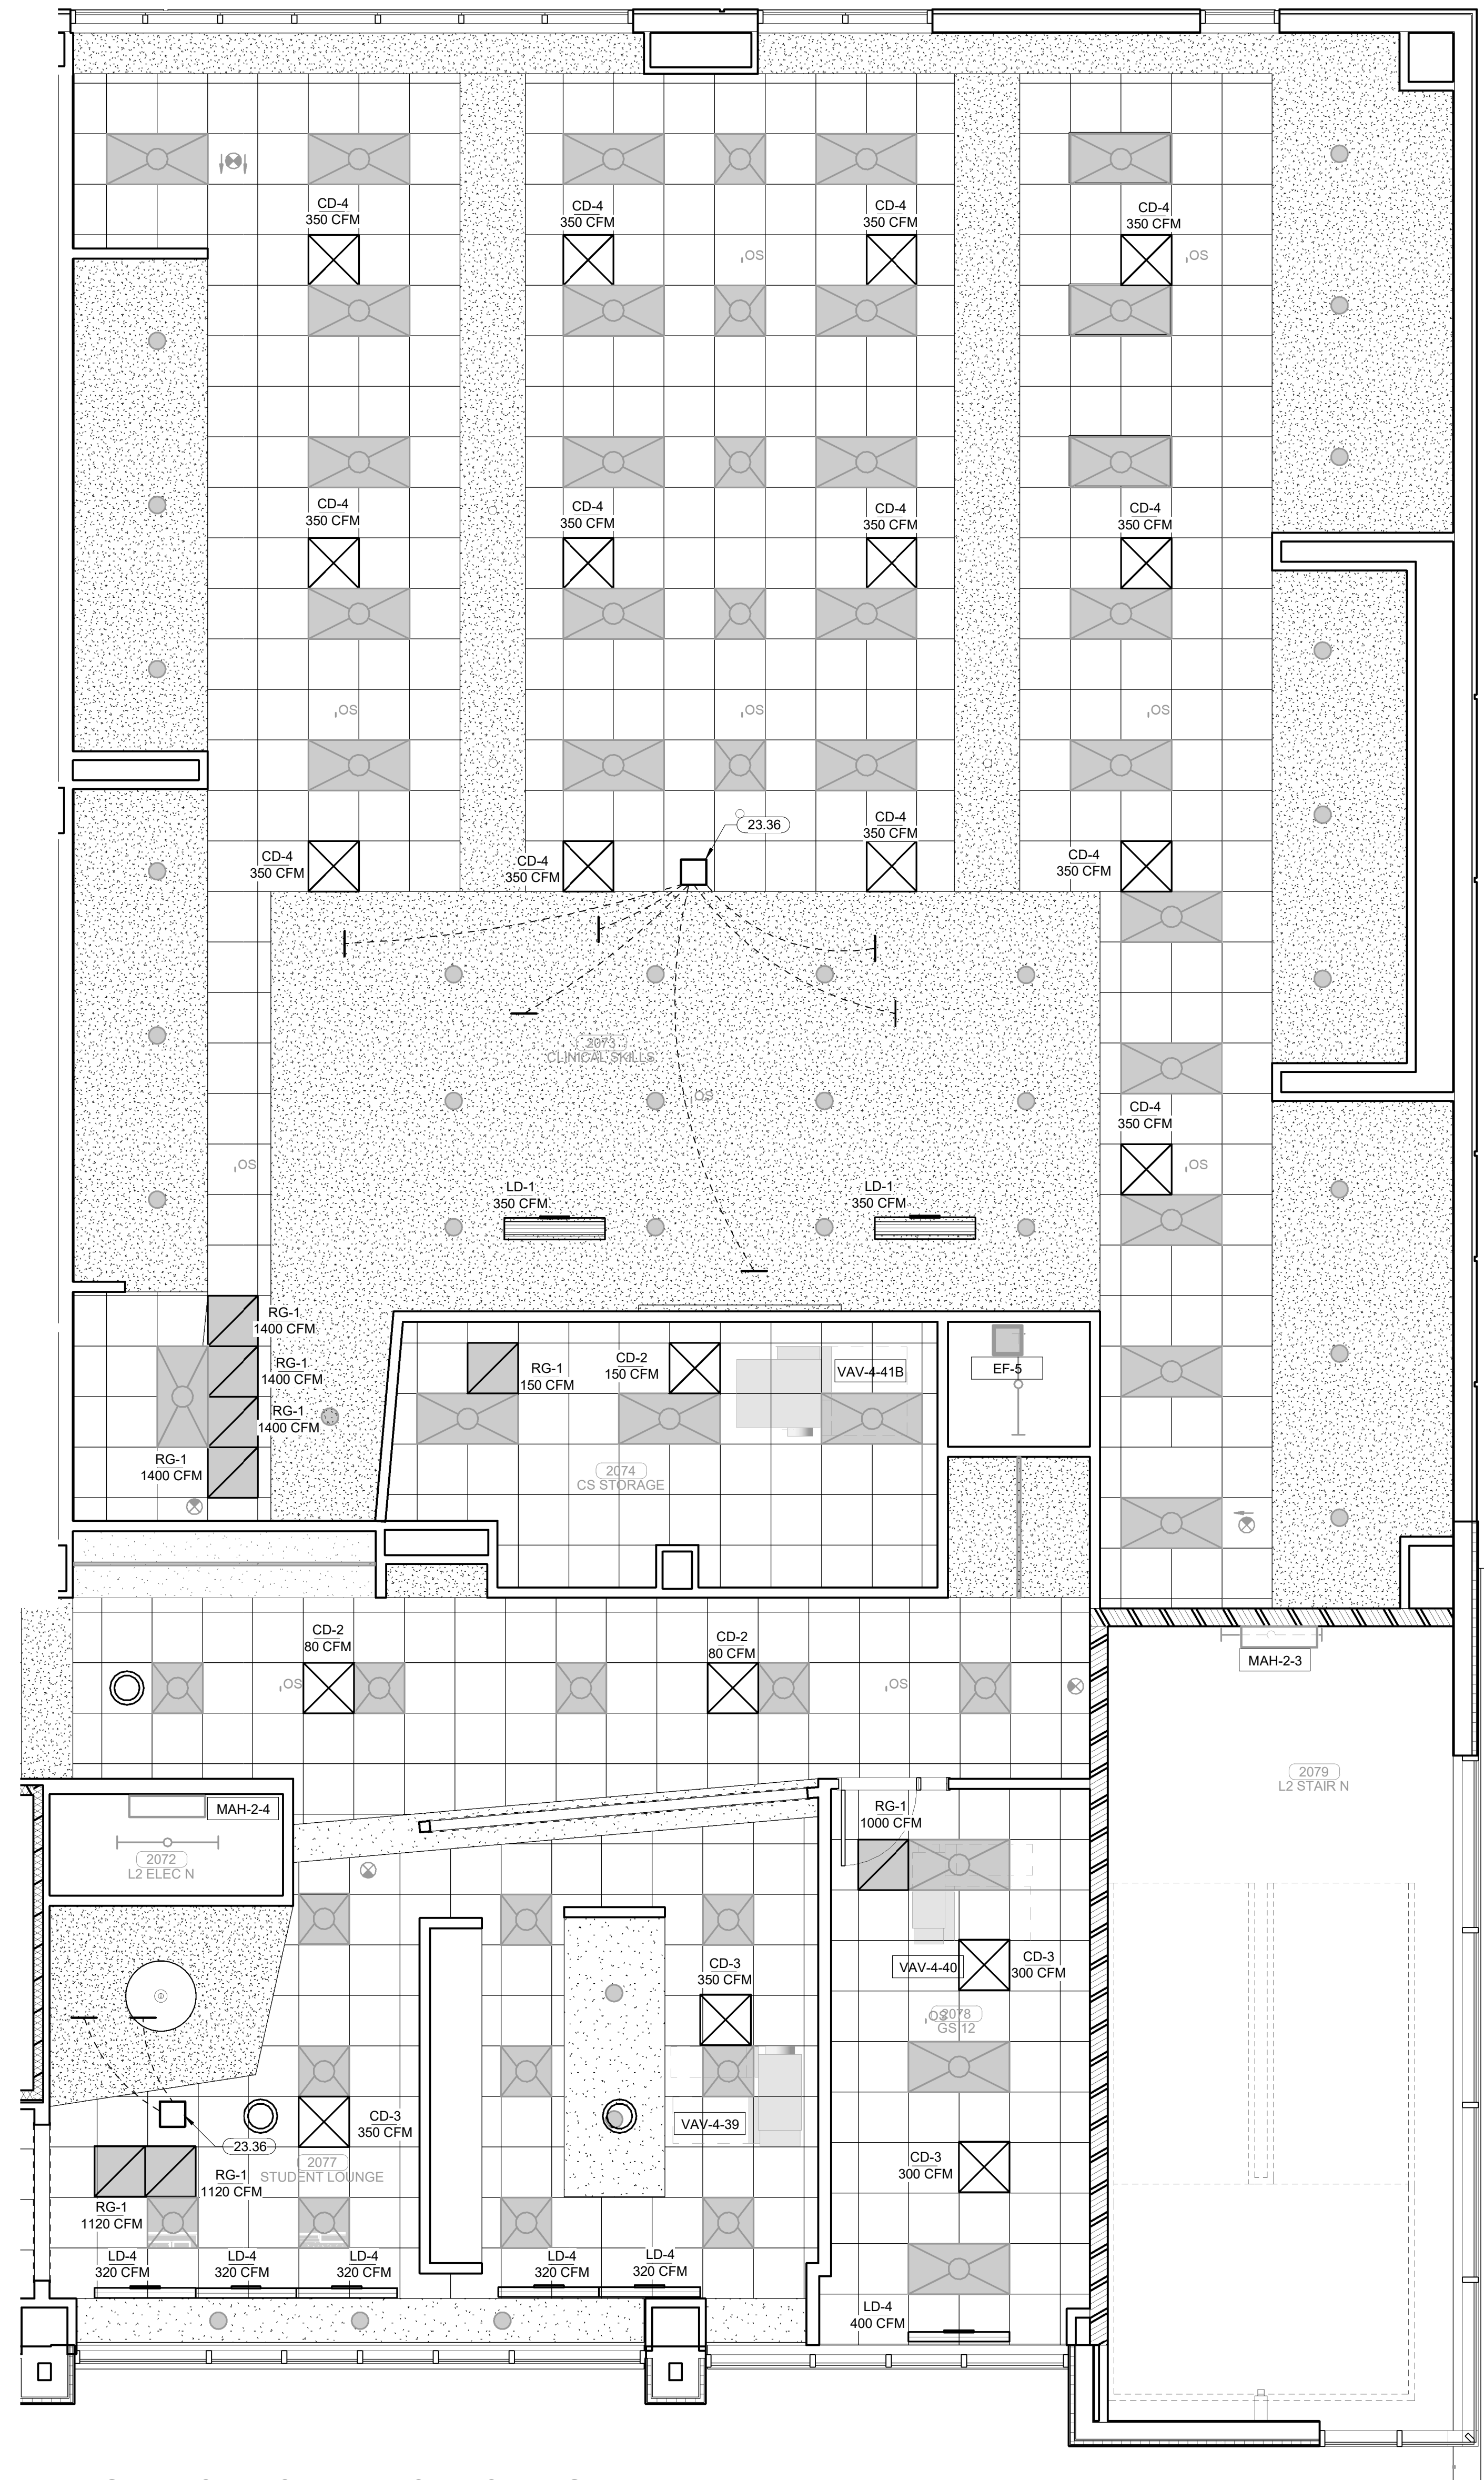 CD-4
350 CFM
CD-4
350 CFM
CD-4
350 CFM
CD-4
350 CFM
OS
OS
CD-4
350 CFM
CD-4
350 CFM
CD-4
350 CFM
CD-4
350 CFM
OS
OS
OS
23.36
CD-4
350 CFM
CD-4
350 CFM
CD-4
350 CFM
CD-4
350 CFM
2073
CLINICAL SKILLS
OS
CD-4
350 CFM
OS
OS
LD-1
350 CFM
LD-1
350 CFM
RG-1
1400 CFM
RG-1
1400 CFM
RG-1
1400 CFM
RG-1
1400 CFM
RG-1
150 CFM
CD-2
150 CFM
VAV-4-41B
EF-5
2074
CS STORAGE
CD-2
80 CFM
CD-2
80 CFM
OS
OS
MAH-2-3
2079
L2 STAIR N
MAH-2-4
2072
L2 ELEC N
RG-1
1000 CFM
CD-3
350 CFM
VAV-4-40
CD-3
300 CFM
OS
2078
GS 12
CD-3
350 CFM
VAV-4-39
23.36
2077
STUDENT LOUNGE
RG-1
1120 CFM
RG-1
1120 CFM
CD-3
300 CFM
LD-4
320 CFM
LD-4
320 CFM
LD-4
320 CFM
LD-4
320 CFM
LD-4
320 CFM
LD-4
400 CFM